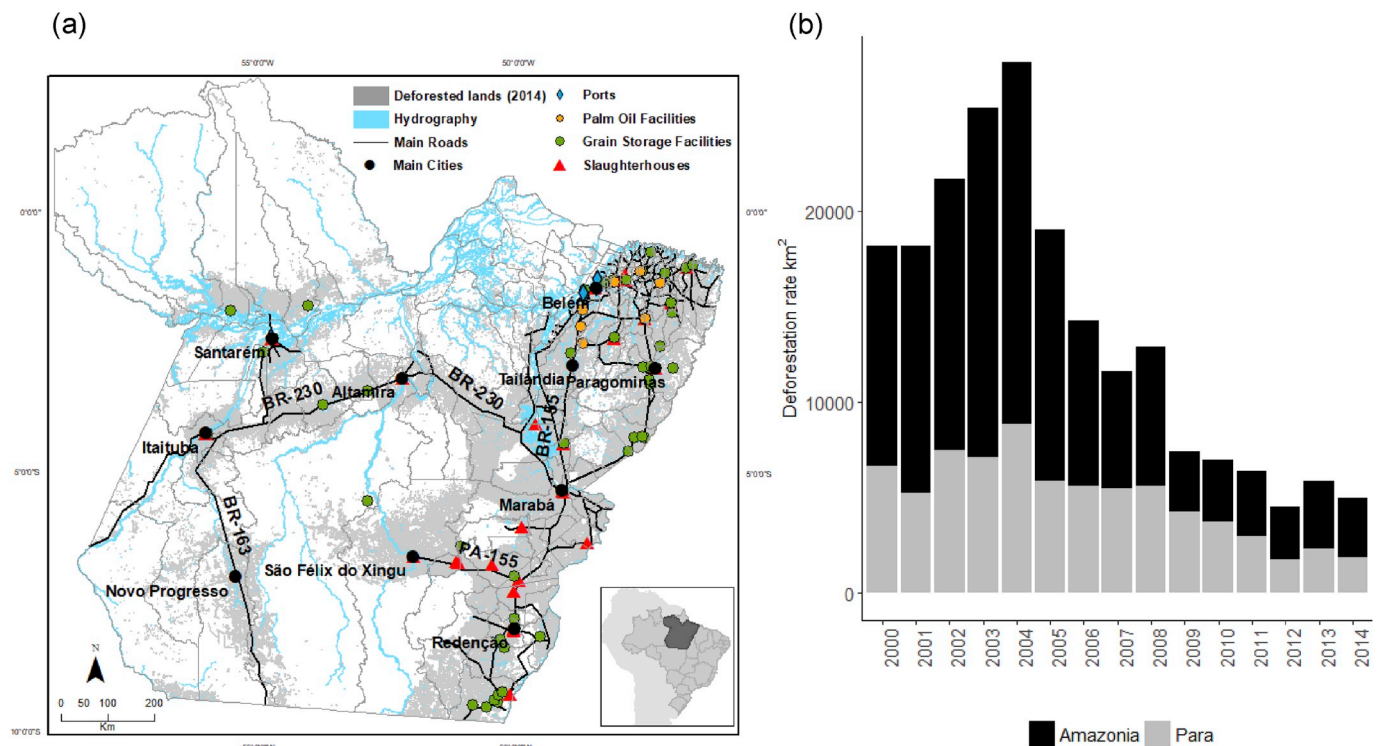 (a)
55°0'0"W
50°0'0"W
Deforested lands (2014)
Hydrography
Main Roads
Main Cities
Ports
Palm Oil Facilities
Grain Storage Facilities
Slaughterhouses
0°0'0"
0°0'0"
Belém
Santarém
Tailândia
Paragominas
BR-230
Altamira
BR-230
BR-155
Itaituba
5°0'0"S
5°0'0"S
Marabá
BR-163
PA-155
São Félix do Xingu
Novo Progresso
Redenção
N
0 50 100 200
Km
10°0'0"S
(b)
Deforestation rate km²
20000
10000
0
2000
2001
2002
2003
2004
2005
2006
2007
2008
2009
2010
2011
2012
2013
2014
Amazonia
Para